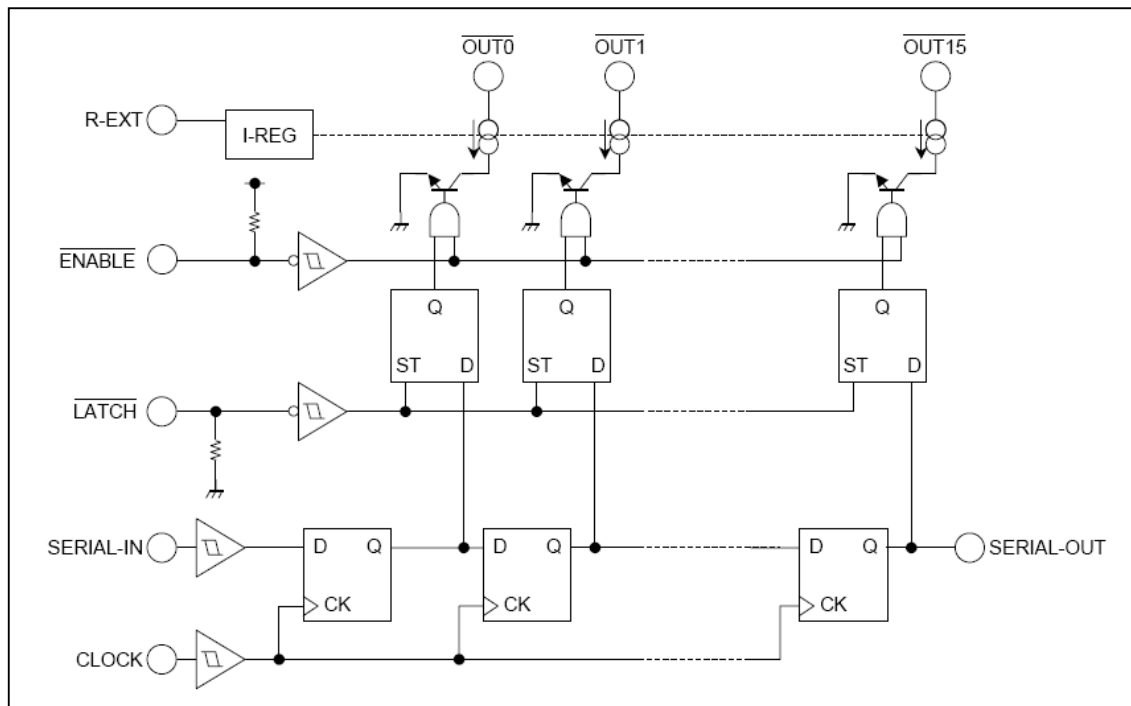 OUT0 OUT1 OUT15
R-EXT
I-REG
ENABLE
Q Q Q
ST D ST D ST D
LATCH
SERIAL-IN
D Q D Q D Q
SERIAL-OUT
CK CK CK
CLOCK